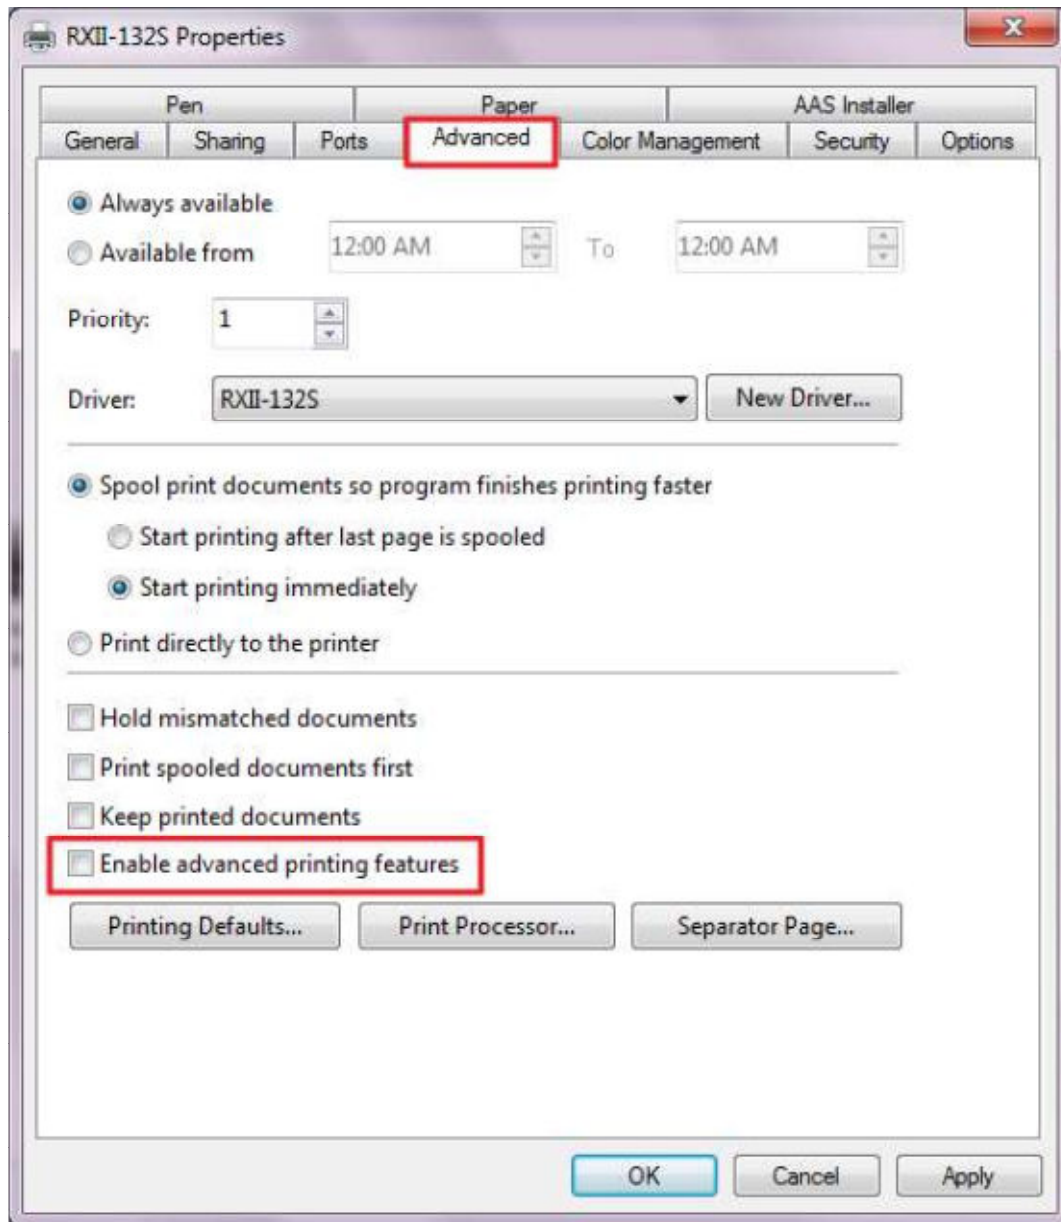 RXII-132S Properties
Pen Paper AAS Installer
General Sharing Ports Advanced Color Management Security Options
Always available
Available from 12:00 AM To 12:00 AM
Priority: 1
Driver: RXII-132S New Driver...
Spool print documents so program finishes printing faster
Start printing after last page is spooled
Start printing immediately
Print directly to the printer
Hold mismatched documents
Print spooled documents first
Keep printed documents
Enable advanced printing features
Printing Defaults... Print Processor... Separator Page...
OK Cancel Apply